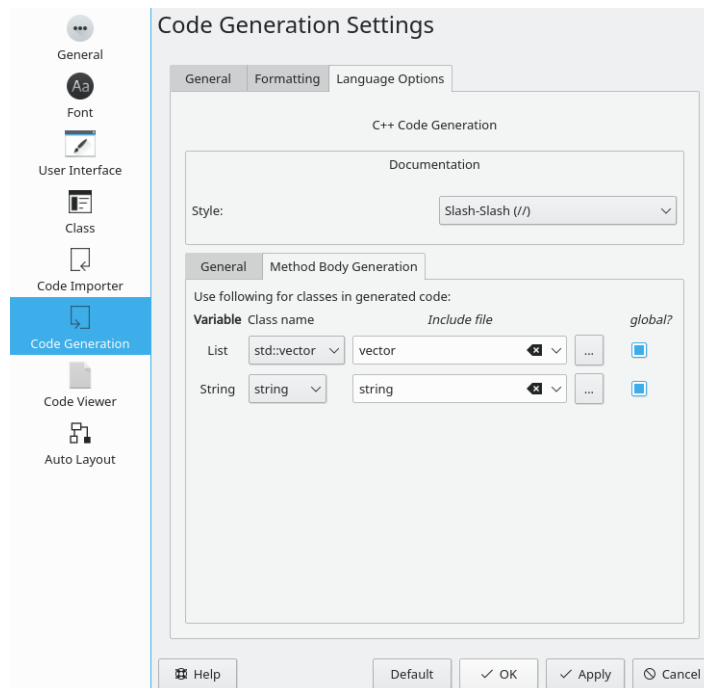 Code Generation Settings
General
Aa
Font
User Interface
Class
Code Importer
Code Generation
Code Viewer
Auto Layout
General Formatting Language Options
C++ Code Generation
Documentation
Style: Slash-Slash (//)
General Method Body Generation
Use following for classes in generated code:
Variable Class name Include file global?
List std::vector vector ...
String string string ...
Help Default OK Apply Cancel